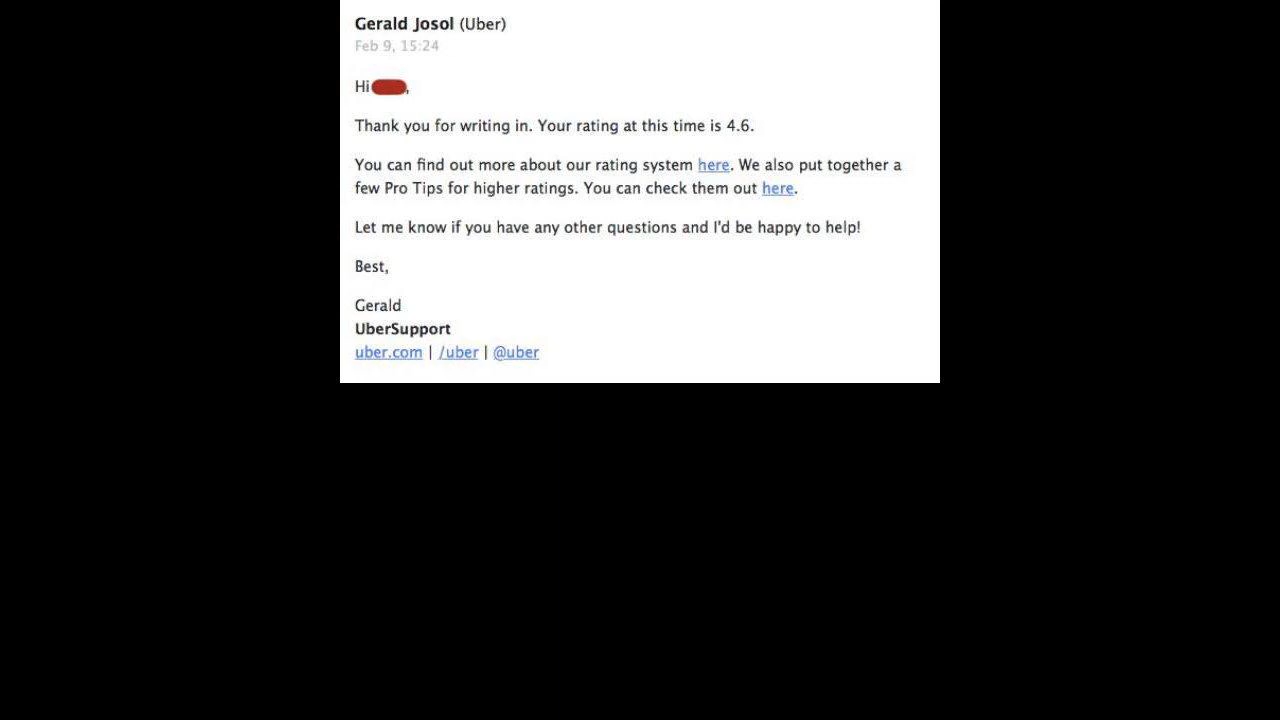 Gerald Josol (Uber)
Feb 9, 15:24
Hi ,
Thank you for writing in. Your rating at this time is 4.6.
You can find out more about our rating system here. We also put together a
few Pro Tips for higher ratings. You can check them out here.
Let me know if you have any other questions and I'd be happy to help!
Best,
Gerald
UberSupport
uber.com | /uber | @uber